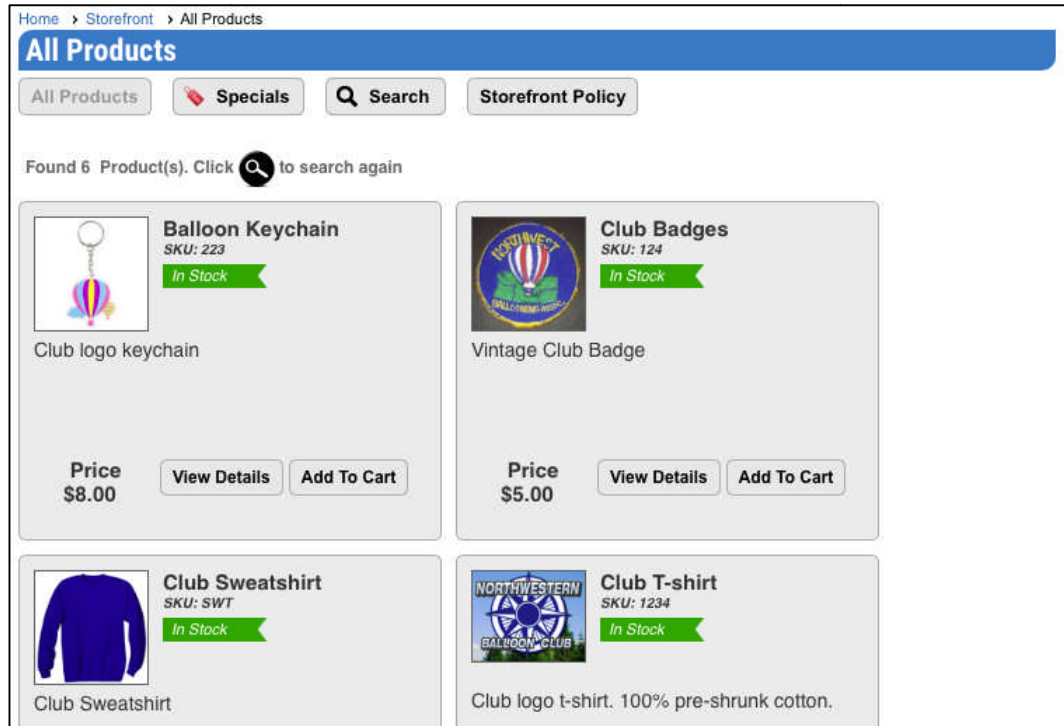 Home > Storefront > All Products
All Products
All Products Specials Search Storefront Policy
Found 6 Product(s). Click to search again
Balloon Keychain
SKU: 223
In Stock
Club logo keychain
Price
$8.00
View Details Add To Cart
NORTHWEST
Club Badges
SKU: 124
In Stock
Vintage Club Badge
Price
$5.00
View Details Add To Cart
Club Sweatshirt
SKU: SWT
In Stock
Club Sweatshirt
NORTHWESTERN
BALLOON CLUB
Club T-shirt
SKU: 1234
In Stock
Club logo t-shirt. 100% pre-shrunk cotton.